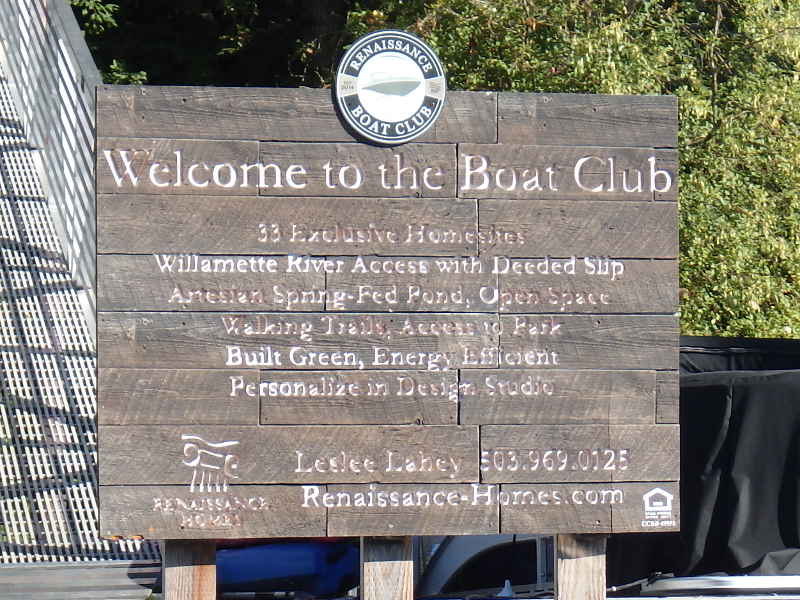 RENAISSANCE
BOAT CLUB
Welcome to the Boat Club
33 Exclusive Homesites
Willamette River Access with Deeded Slip
Artesian Spring-Fed Pond, Open Space
Walking Trails, Access to Park
Built Green, Energy Efficient
Personalize in Design Studio
Leslee Lahey 503.969.0125
Renaissance-Homes.com
RENAISSANCE
HOMES